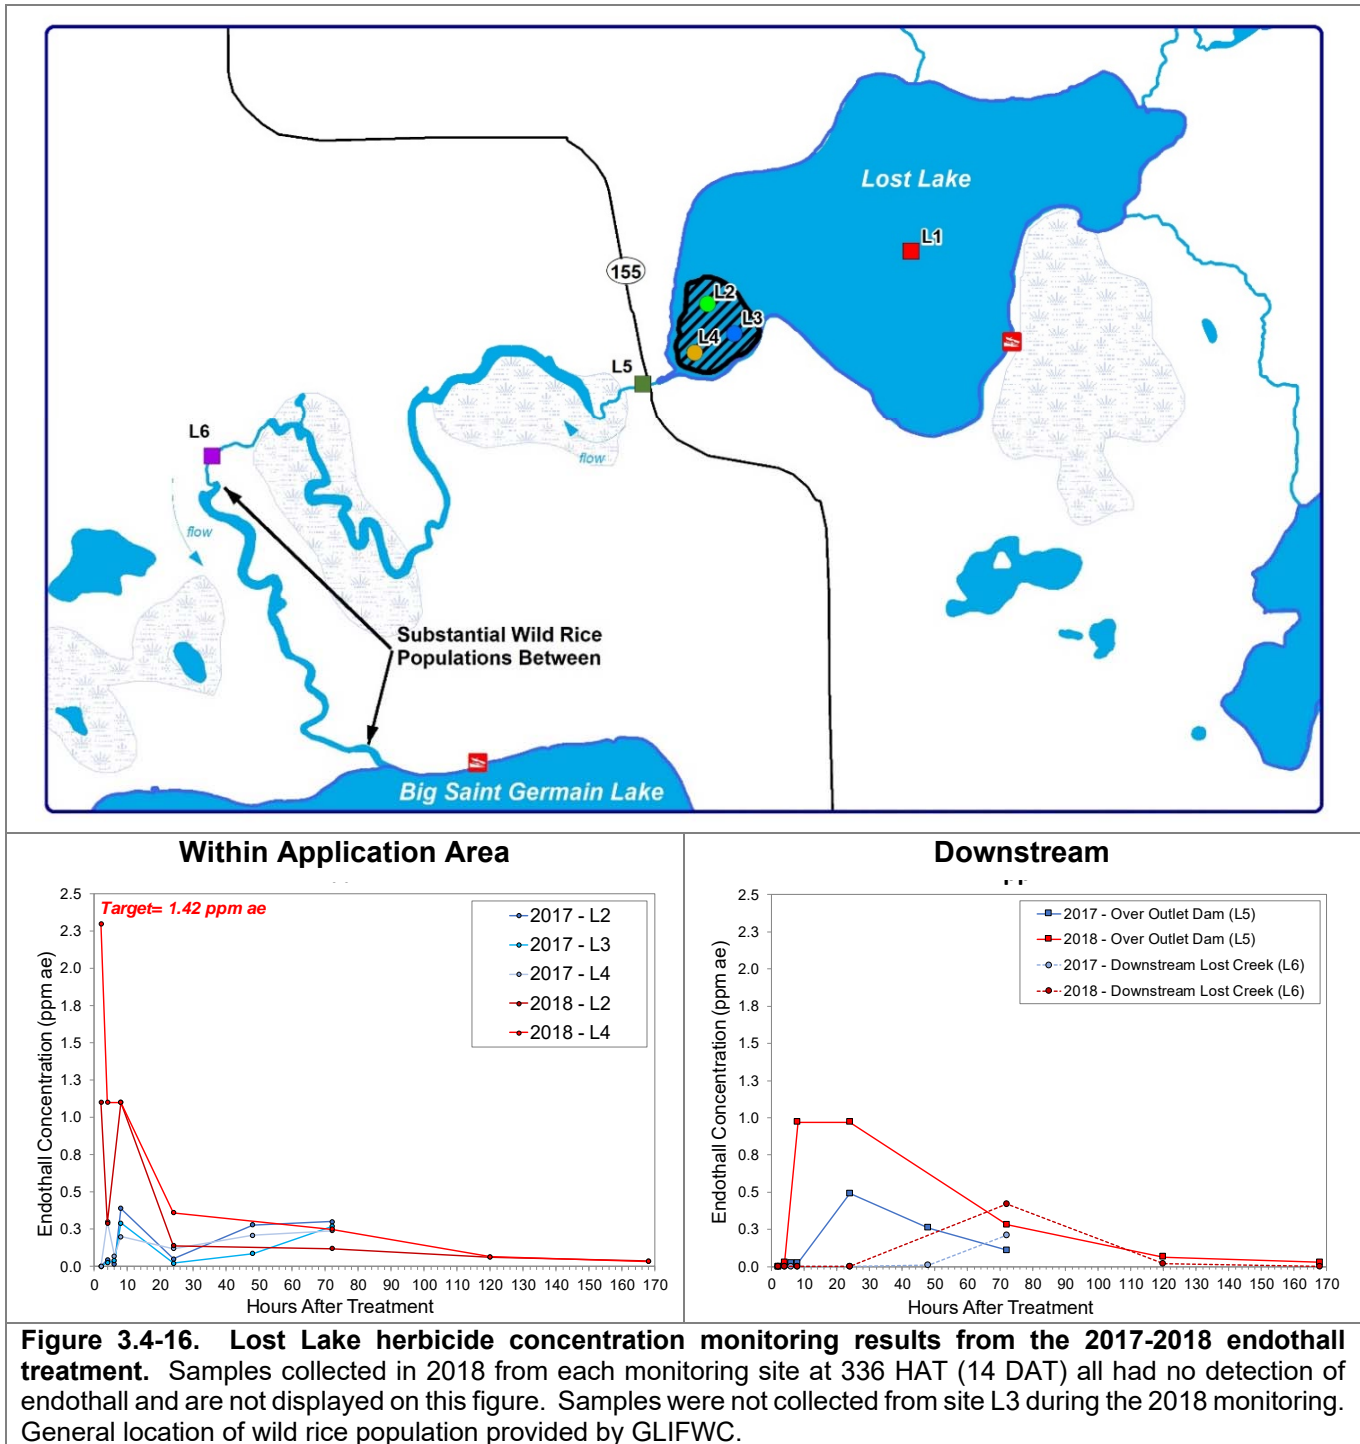 Lost Lake
L1
155
L2
L3
L4
L5
flow
L6
flow
Substantial Wild Rice
Populations Between
Big Saint Germain Lake
Within Application Area
Target= 1.42 ppm ae
2017 - L2
2017 - L3
2017 - L4
2018 - L2
2018 - L4
Endothall Concentration (ppm ae)
2.5
2.3
2.0
1.8
1.5
1.3
1.0
0.8
0.5
0.3
0.0
0 10 20 30 40 50 60 70 80 90 100 110 120 130 140 150 160 170
Hours After Treatment
Downstream
2017 - Over Outlet Dam (L5)
2018 - Over Outlet Dam (L5)
2017 - Downstream Lost Creek (L6)
2018 - Downstream Lost Creek (L6)
Endothall Concentration (ppm ae)
2.5
2.3
2.0
1.8
1.5
1.3
1.0
0.8
0.5
0.3
0.0
0 10 20 30 40 50 60 70 80 90 100 110 120 130 140 150 160 170
Hours After Treatment
Figure 3.4-16. Lost Lake herbicide concentration monitoring results from the 2017-2018 endothall
treatment. Samples collected in 2018 from each monitoring site at 336 HAT (14 DAT) all had no detection of
endothall and are not displayed on this figure. Samples were not collected from site L3 during the 2018 monitoring.
General location of wild rice population provided by GLIFWC.